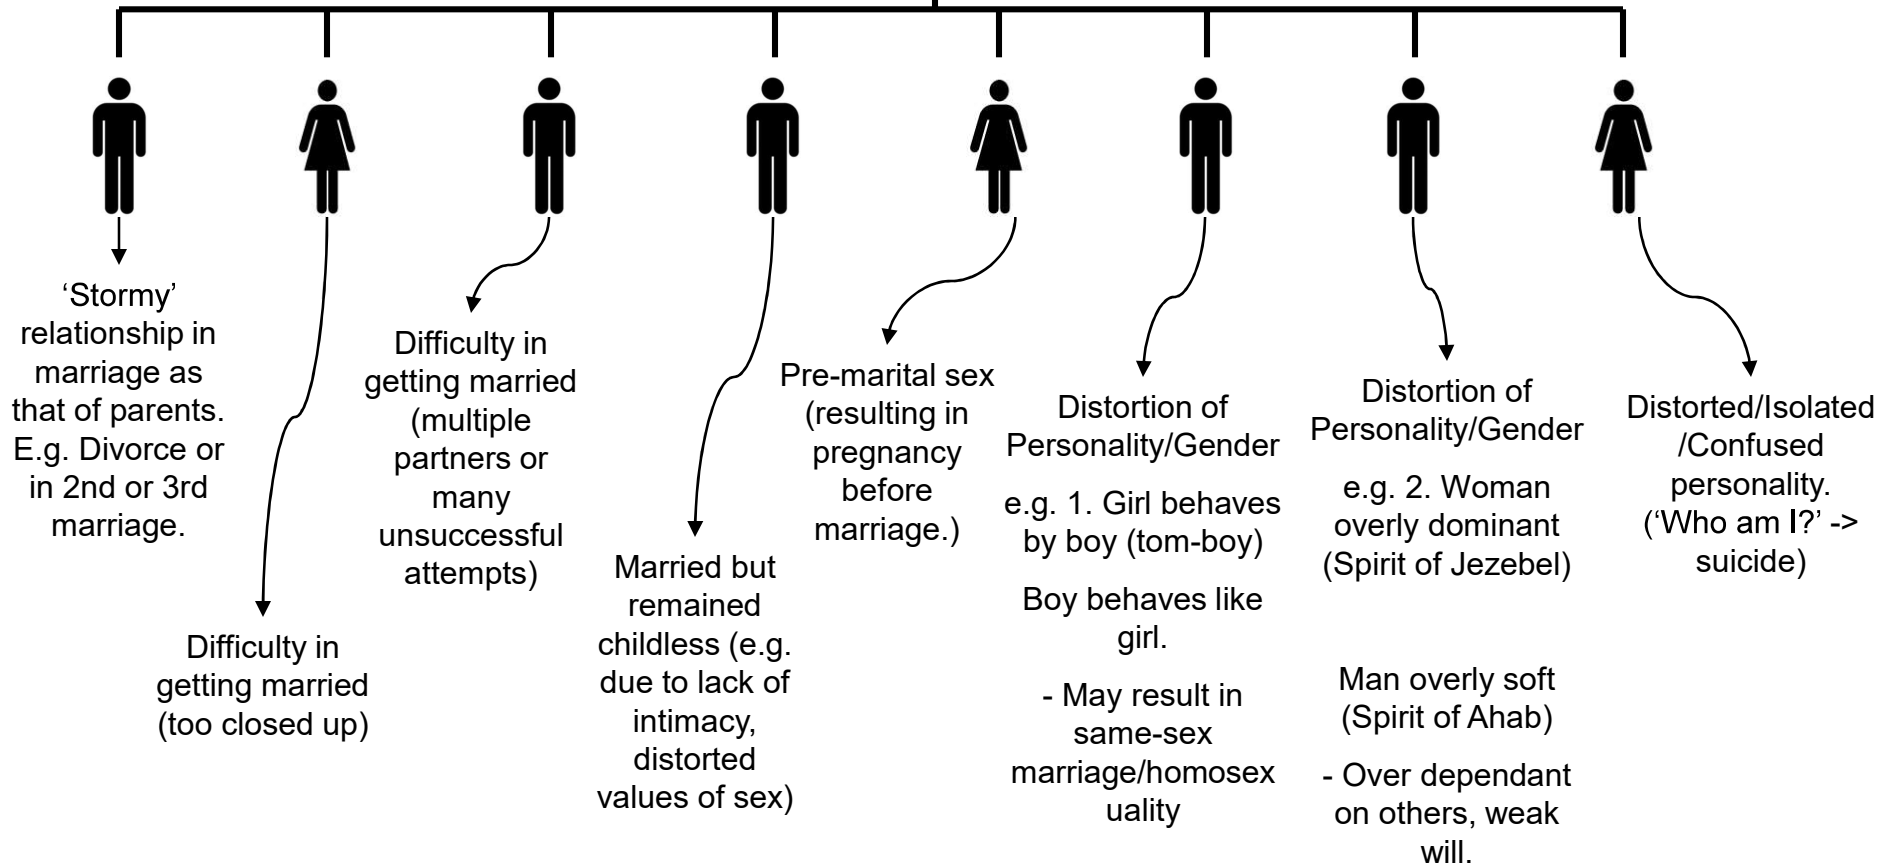 ‘Stormy’
relationship in
marriage as
that of parents.
E.g. Divorce or
in 2nd or 3rd
marriage.
Difficulty in
getting married
(too closed up)
Difficulty in
getting married
(multiple
partners or
many
unsuccessful
attempts)
Married but
remained
childless (e.g.
due to lack of
intimacy,
distorted
values of sex)
Pre-marital sex
(resulting in
pregnancy
before
marriage.)
Distortion of
Personality/Gender
e.g. 1. Girl behaves
by boy (tom-boy)
Boy behaves like
girl.
- May result in
same-sex
marriage/homosex
uality
Distortion of
Personality/Gender
e.g. 2. Woman
overly dominant
(Spirit of Jezebel)
Man overly soft
(Spirit of Ahab)
- Over dependant
on others, weak
will.
Distorted/Isolated
/Confused
personality.
(‘Who am I?’ ->
suicide)